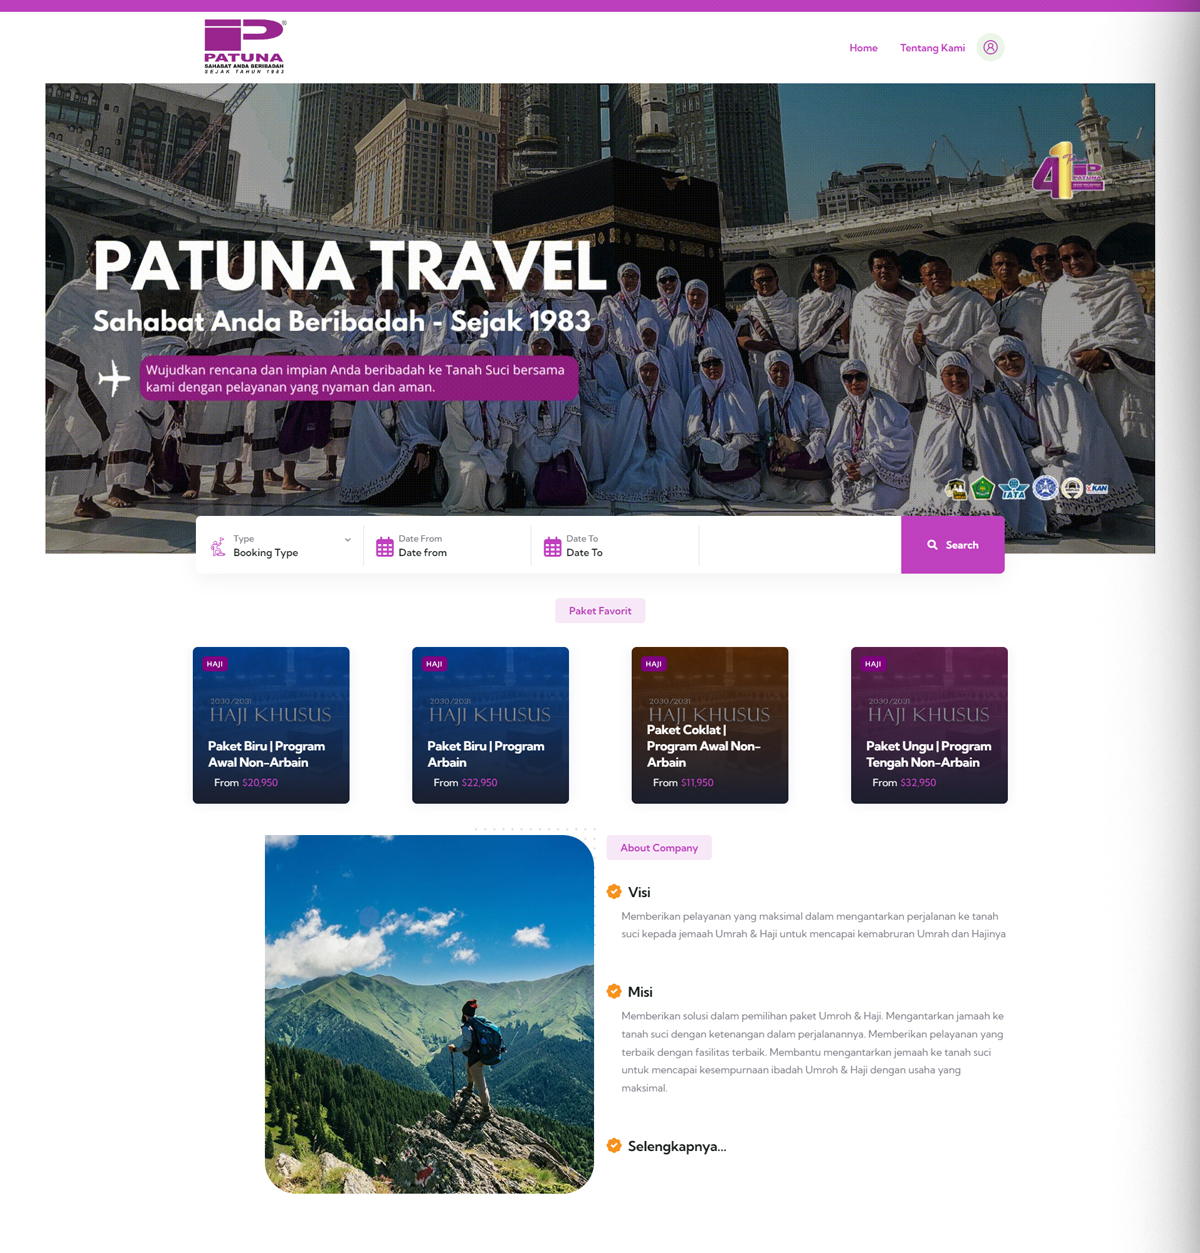 PATUNA
SAHABAT ANDA BERIBADAH
SEJAK TAHUN 1983
Home
Tentang Kami
41
PATUNA
PATUNA TRAVEL
Sahabat Anda Beribadah - Sejak 1983
Wujudkan rencana dan impian Anda beribadah ke Tanah Suci bersama
kami dengan pelayanan yang nyaman dan aman.
IATA
KAN
Type
Booking Type
Date From
Date from
Date To
Date To
Search
Paket Favorit
HAJI
2030/2031
HAJI KHUSUS
Paket Biru | Program
Awal Non-Arbain
From $20,950
HAJI
2030/2031
HAJI KHUSUS
Paket Biru | Program
Arbain
From $22,950
HAJI
2030/2031
HAJI KHUSUS
Paket Coklat |
Program Awal Non-
Arbain
From $11,950
HAJI
2030/2031
HAJI KHUSUS
Paket Ungu | Program
Tengah Non-Arbain
From $32,950
About Company
Visi
Memberikan pelayanan yang maksimal dalam mengantarkan perjalanan ke tanah
suci kepada jemaah Umrah & Haji untuk mencapai kemabruran Umrah dan Hajinya
Misi
Memberikan solusi dalam pemilihan paket Umroh & Haji. Mengantarkan jamaah ke
tanah suci dengan ketenangan dalam perjalanannya. Memberikan pelayanan yang
terbaik dengan fasilitas terbaik. Membantu mengantarkan jemaah ke tanah suci
untuk mencapai kesempurnaan ibadah Umroh & Haji dengan usaha yang
maksimal.
Selengkapnya...